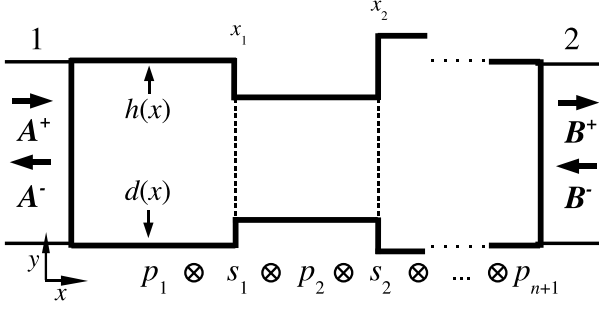 x₂
x₁
1 2
h(x)
A⁺ B⁺
A⁻ d(x) B⁻
y
x p₁ ⊗ s₁ ⊗ p₂ ⊗ s₂ ⊗ ... ⊗ pₙ₊₁